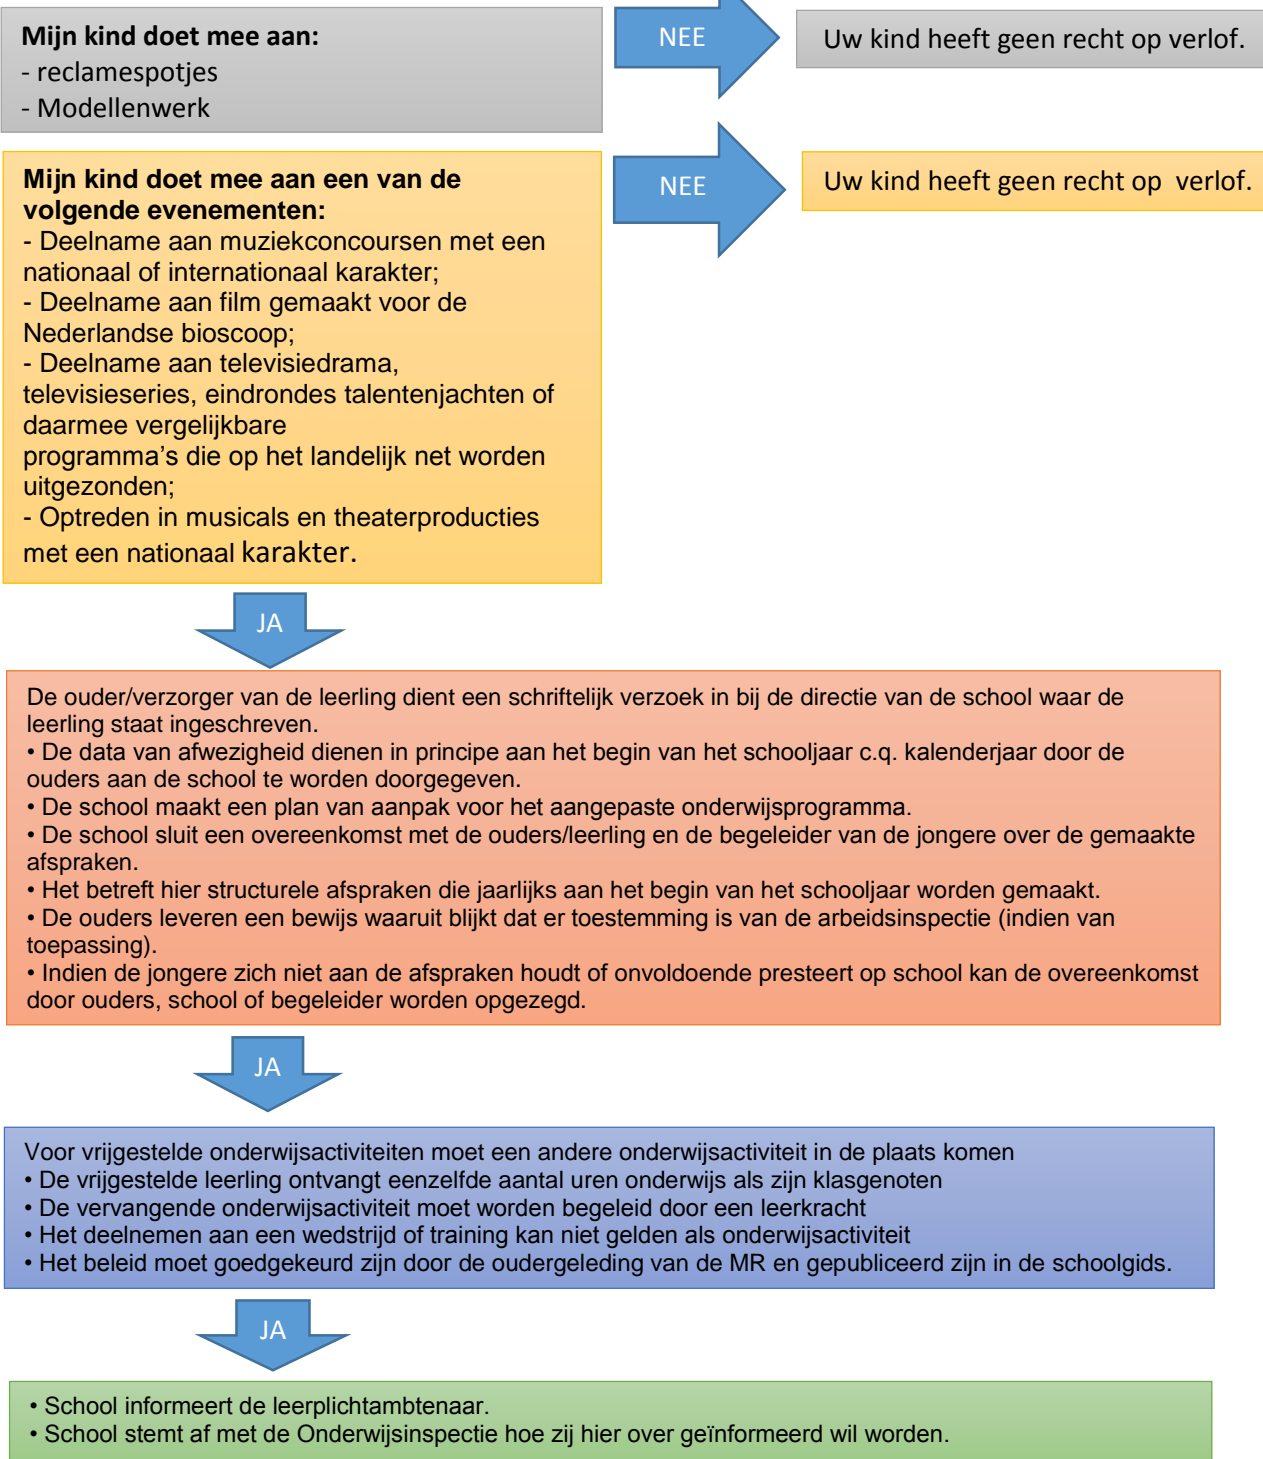 Mijn kind doet mee aan:
- reclamespotjes
- Modellenwerk
NEE
Uw kind heeft geen recht op verlof.
Mijn kind doet mee aan een van de
volgende evenementen:
- Deelname aan muziekconcoursen met een
nationaal of internationaal karakter;
- Deelname aan film gemaakt voor de
Nederlandse bioscoop;
- Deelname aan televisiedrama,
televisieseries, eindrondes talentenjachten of
daarmee vergelijkbare
programma's die op het landelijk net worden
uitgezonden;
- Optreden in musicals en theaterproducties
met een nationaal karakter.
NEE
Uw kind heeft geen recht op  verlof.
JA
De ouder/verzorger van de leerling dient een schriftelijk verzoek in bij de directie van de school waar de
leerling staat ingeschreven.
• De data van afwezigheid dienen in principe aan het begin van het schooljaar c.q. kalenderjaar door de
ouders aan de school te worden doorgegeven.
• De school maakt een plan van aanpak voor het aangepaste onderwijsprogramma.
• De school sluit een overeenkomst met de ouders/leerling en de begeleider van de jongere over de gemaakte
afspraken.
• Het betreft hier structurele afspraken die jaarlijks aan het begin van het schooljaar worden gemaakt.
• De ouders leveren een bewijs waaruit blijkt dat er toestemming is van de arbeidsinspectie (indien van
toepassing).
• Indien de jongere zich niet aan de afspraken houdt of onvoldoende presteert op school kan de overeenkomst
door ouders, school of begeleider worden opgezegd.
JA
Voor vrijgestelde onderwijsactiviteiten moet een andere onderwijsactiviteit in de plaats komen
• De vrijgestelde leerling ontvangt eenzelfde aantal uren onderwijs als zijn klasgenoten
• De vervangende onderwijsactiviteit moet worden begeleid door een leerkracht
• Het deelnemen aan een wedstrijd of training kan niet gelden als onderwijsactiviteit
• Het beleid moet goedgekeurd zijn door de oudergeleding van de MR en gepubliceerd zijn in de schoolgids.
JA
• School informeert de leerplichtambtenaar.
• School stemt af met de Onderwijsinspectie hoe zij hier over geïnformeerd wil worden.